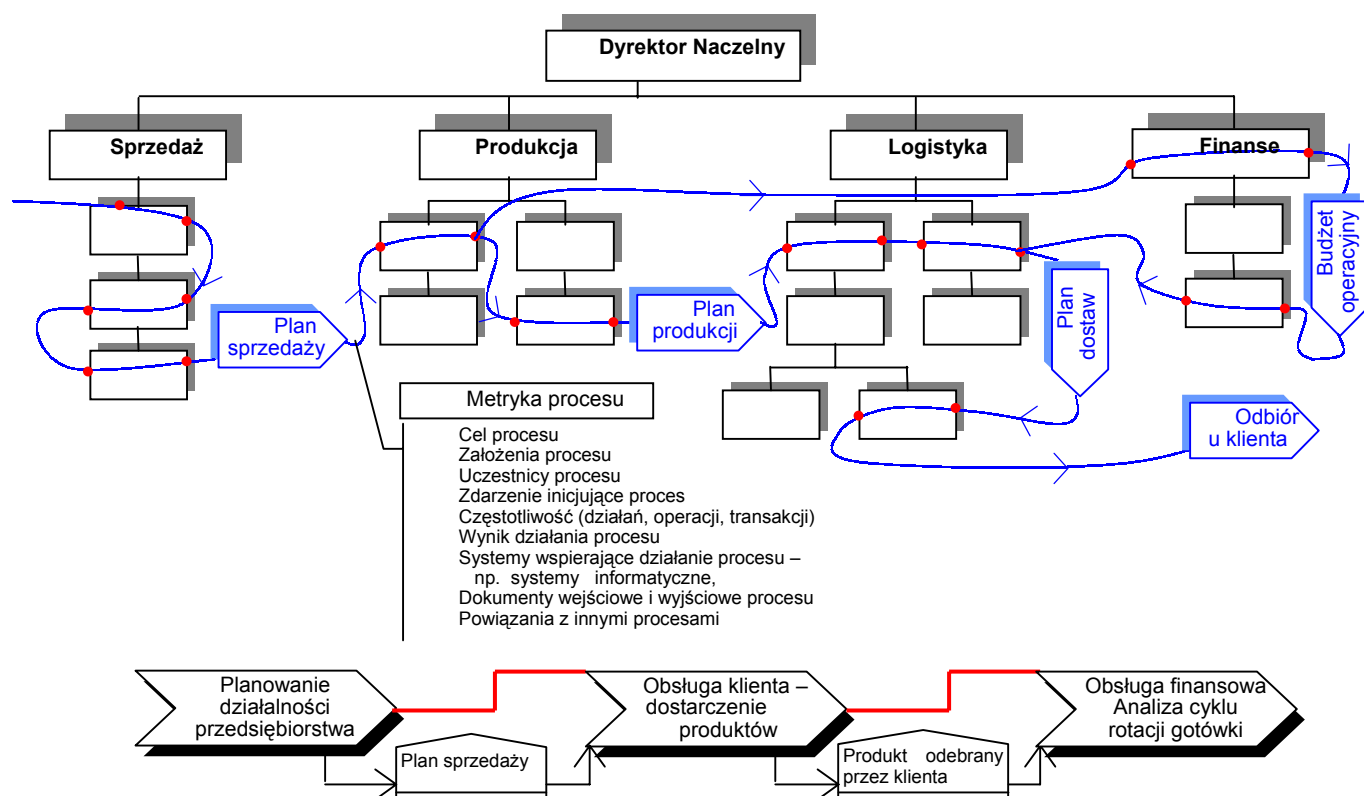 Dyrektor Naczelny
Sprzedaż
Produkcja
Logistyka
Finanse
Plan
sprzedaży
Plan
produkcji
Plan
dostaw
Budżet
operacyjny
Odbiór
u klienta
Metryka procesu
Cel procesu
Założenia procesu
Uczestnicy procesu
Zdarzenie inicjujące proces
Częstotliwość (działań, operacji, transakcji)
Wynik działania procesu
Systemy wspierające działanie procesu –
np. systemy informatyczne,
Dokumenty wejściowe i wyjściowe procesu
Powiązania z innymi procesami
Planowanie
działalności
przedsiębiorstwa
Obsługa klienta –
dostarczenie
produktów
Obsługa finansowa
Analiza cyklu
rotacji gotówki
Plan sprzedaży
Produkt odebrany
przez klienta